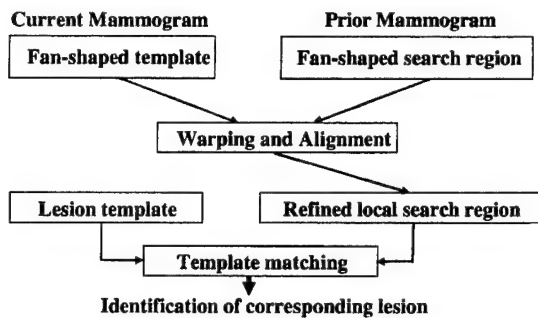 Current Mammogram
Prior Mammogram
Fan-shaped template
Fan-shaped search region
Warping and Alignment
Lesion template
Refined local search region
Template matching
Identification of corresponding lesion